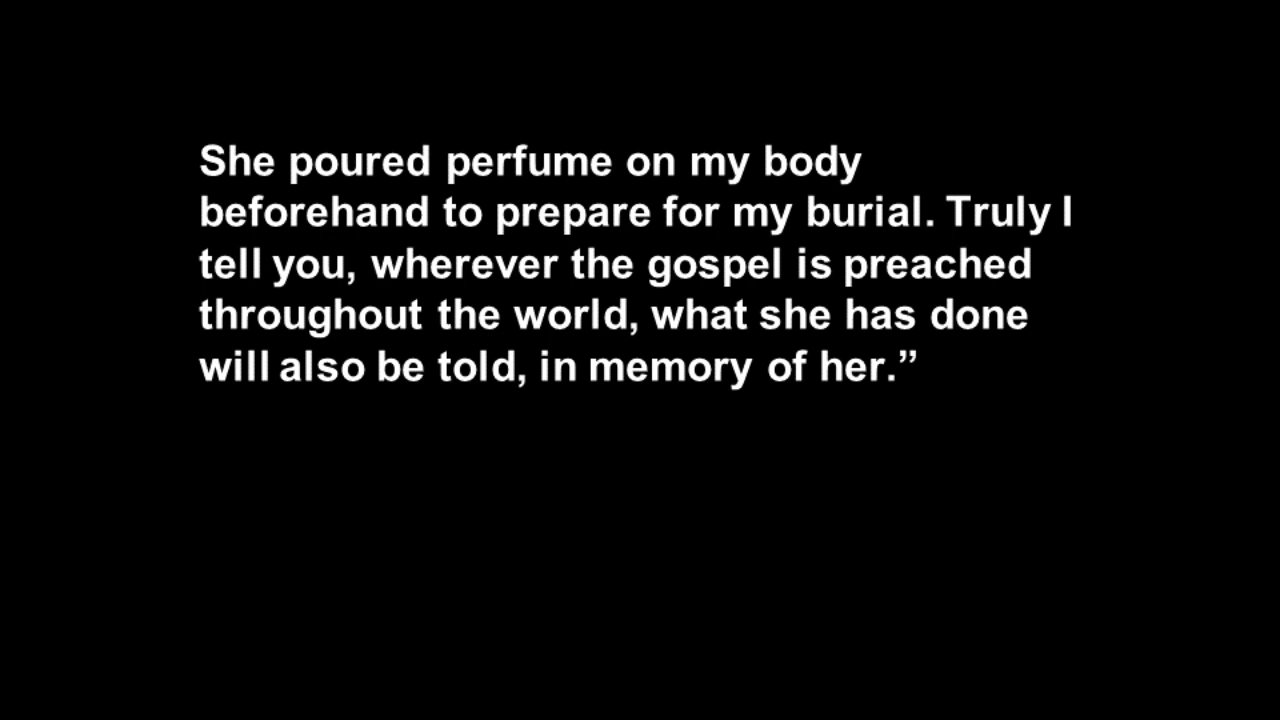 She poured perfume on my body
beforehand to prepare for my burial. Truly I
tell you, wherever the gospel is preached
throughout the world, what she has done
will also be told, in memory of her.”